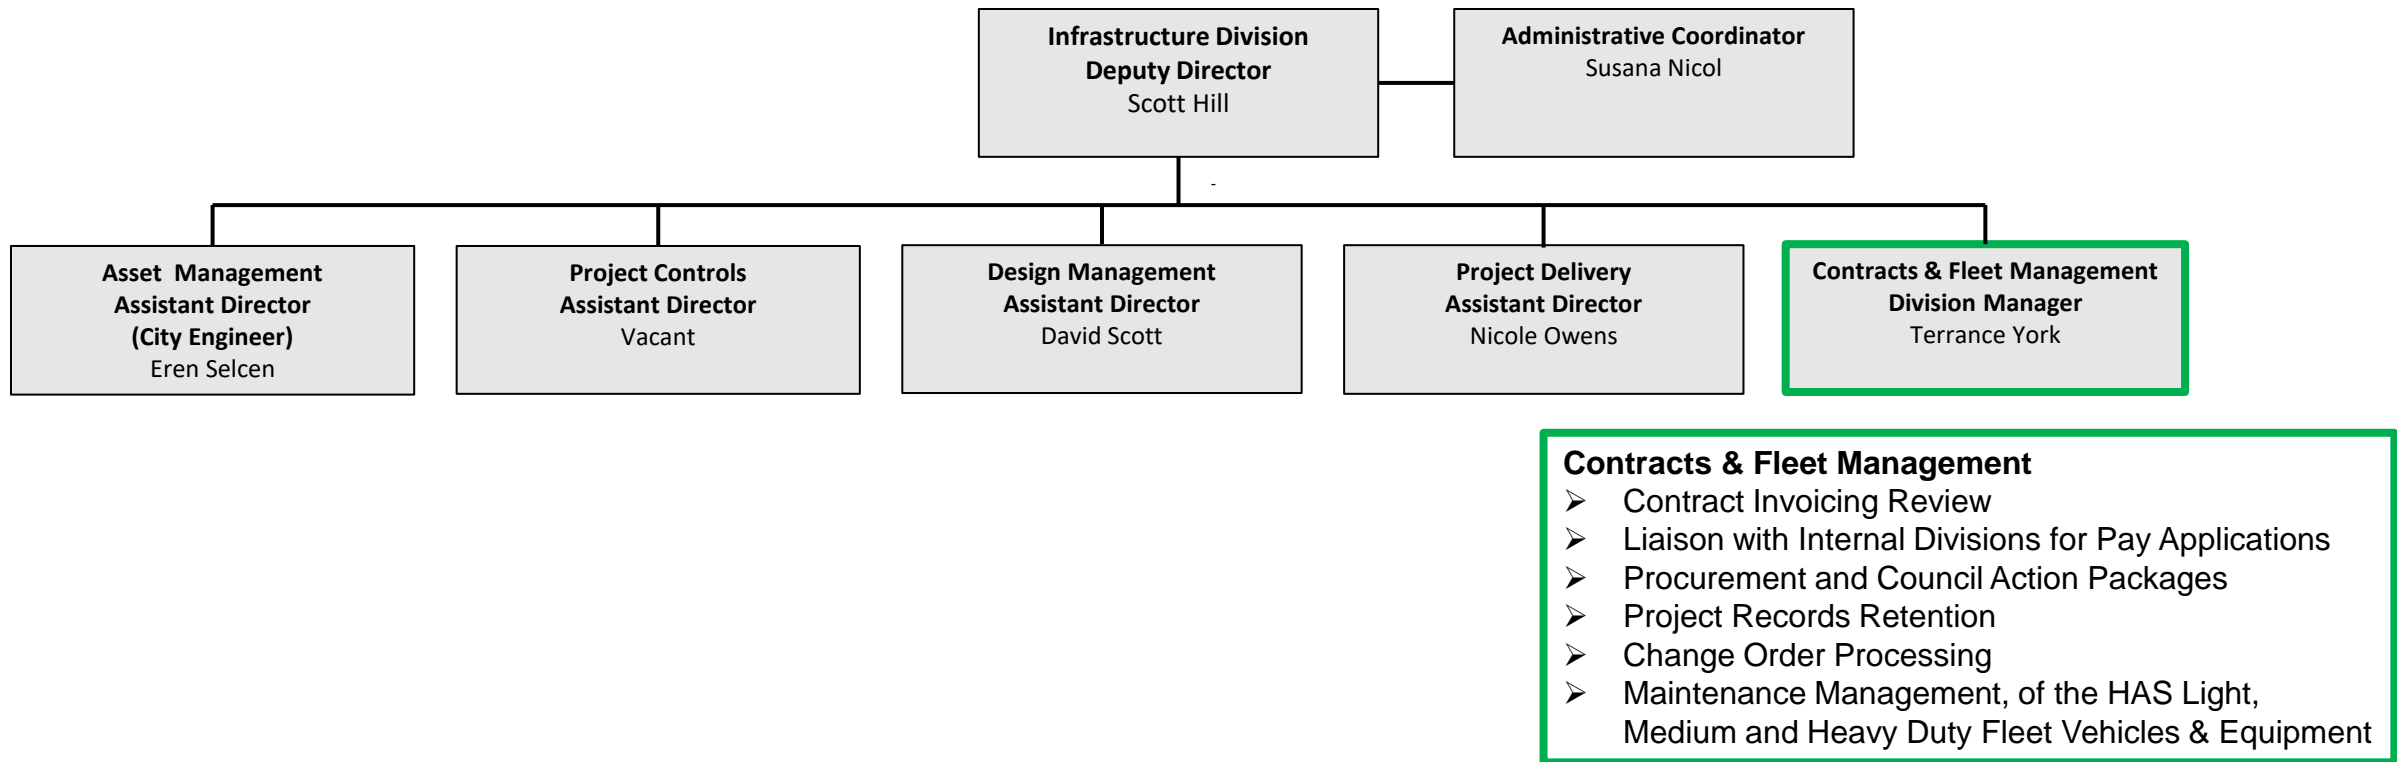 Infrastructure Division
Deputy Director
Scott Hill
Administrative Coordinator
Susana Nicol
-
Asset  Management
Assistant Director
(City Engineer)
Eren Selcen
Project Controls
Assistant Director
Vacant
Design Management
Assistant Director
David Scott
Project Delivery
Assistant Director
Nicole Owens
Contracts & Fleet Management
Division Manager
Terrance York
Contracts & Fleet Management
➢ Contract Invoicing Review
➢ Liaison with Internal Divisions for Pay Applications
➢ Procurement and Council Action Packages
➢ Project Records Retention
➢ Change Order Processing
➢ Maintenance Management, of the HAS Light,
Medium and Heavy Duty Fleet Vehicles & Equipment